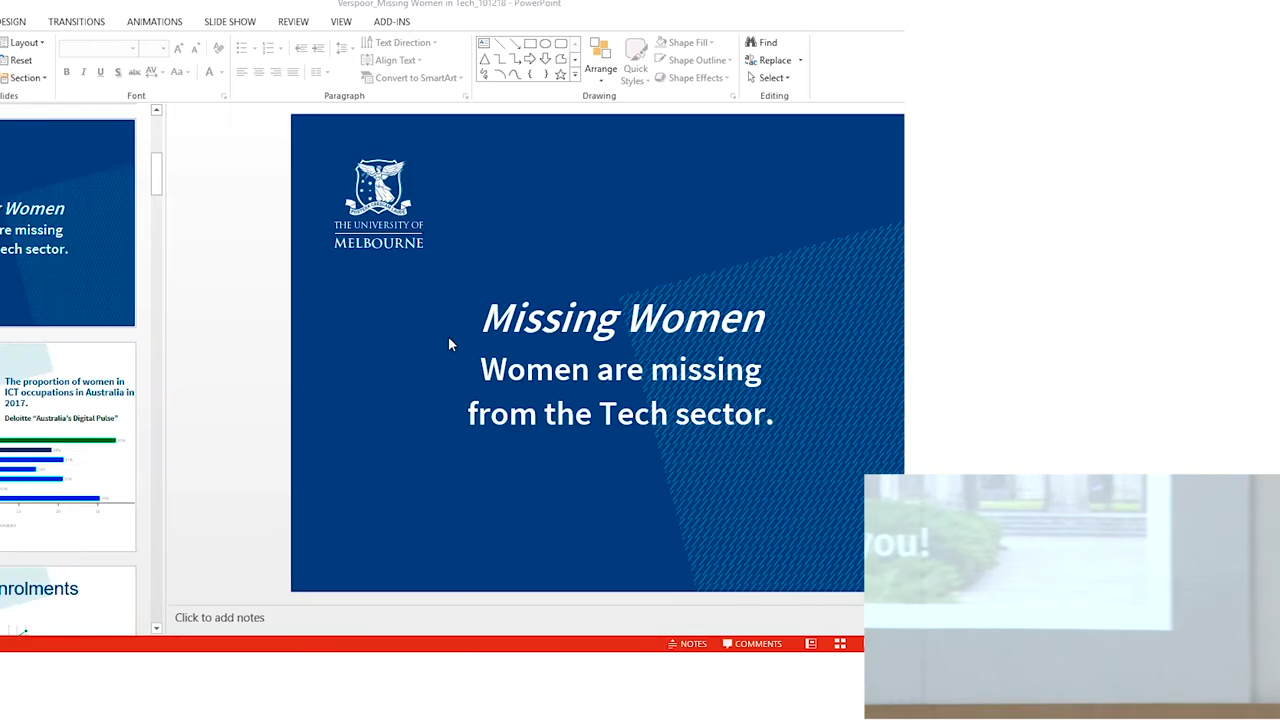 Verspoor_Missing Women in Tech_101218 - PowerPoint
DESIGN TRANSITIONS ANIMATIONS SLIDE SHOW REVIEW VIEW ADD-INS
Layout
Reset
Section
Font
Text Direction
Align Text
Convert to SmartArt
Paragraph
Arrange
Quick
Styles
Shape Fill
Shape Outline
Shape Effects
Drawing
Find
Replace
Select
Editing
Women
are missing
Tech sector.
The proportion of women in
ICT occupations in Australia in
2017.
Deloitte "Australia's Digital Pulse"
nrolments
THE UNIVERSITY OF
MELBOURNE
Missing Women
Women are missing
from the Tech sector.
Click to add notes
NOTES COMMENTS
you!